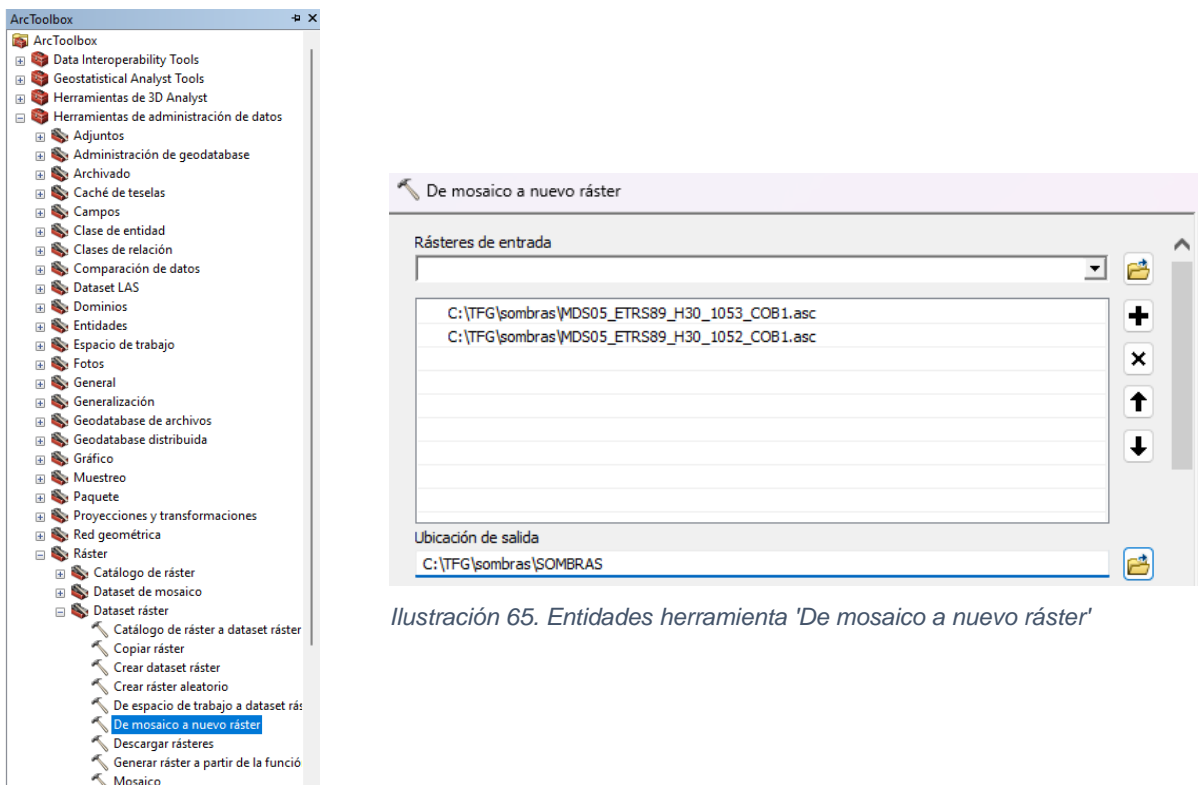 ArcToolbox
ArcToolbox
Data Interoperability Tools
Geostatistical Analyst Tools
Herramientas de 3D Analyst
Herramientas de administración de datos
Adjuntos
Administración de geodatabase
Archivado
Caché de teselas
Campos
Clase de entidad
Clases de relación
Comparación de datos
Dataset LAS
Dominios
Entidades
Espacio de trabajo
Fotos
General
Generalización
Geodatabase de archivos
Geodatabase distribuida
Gráfico
Muestreo
Paquete
Proyecciones y transformaciones
Red geométrica
Ráster
Catálogo de ráster
Dataset de mosaico
Dataset ráster
Catálogo de ráster a dataset ráster
Copiar ráster
Crear dataset ráster
Crear ráster aleatorio
De espacio de trabajo a dataset rás
De mosaico a nuevo ráster
Descargar rásteres
Generar ráster a partir de la funció
Mosaico
De mosaico a nuevo ráster
Rásteres de entrada
C:\TFG\sombras\MDS05_ETRS89_H30_1053_COB1.asc
C:\TFG\sombras\MDS05_ETRS89_H30_1052_COB1.asc
Ubicación de salida
C:\TFG\sombras\SOMBRAS
Ilustración 65. Entidades herramienta 'De mosaico a nuevo ráster'